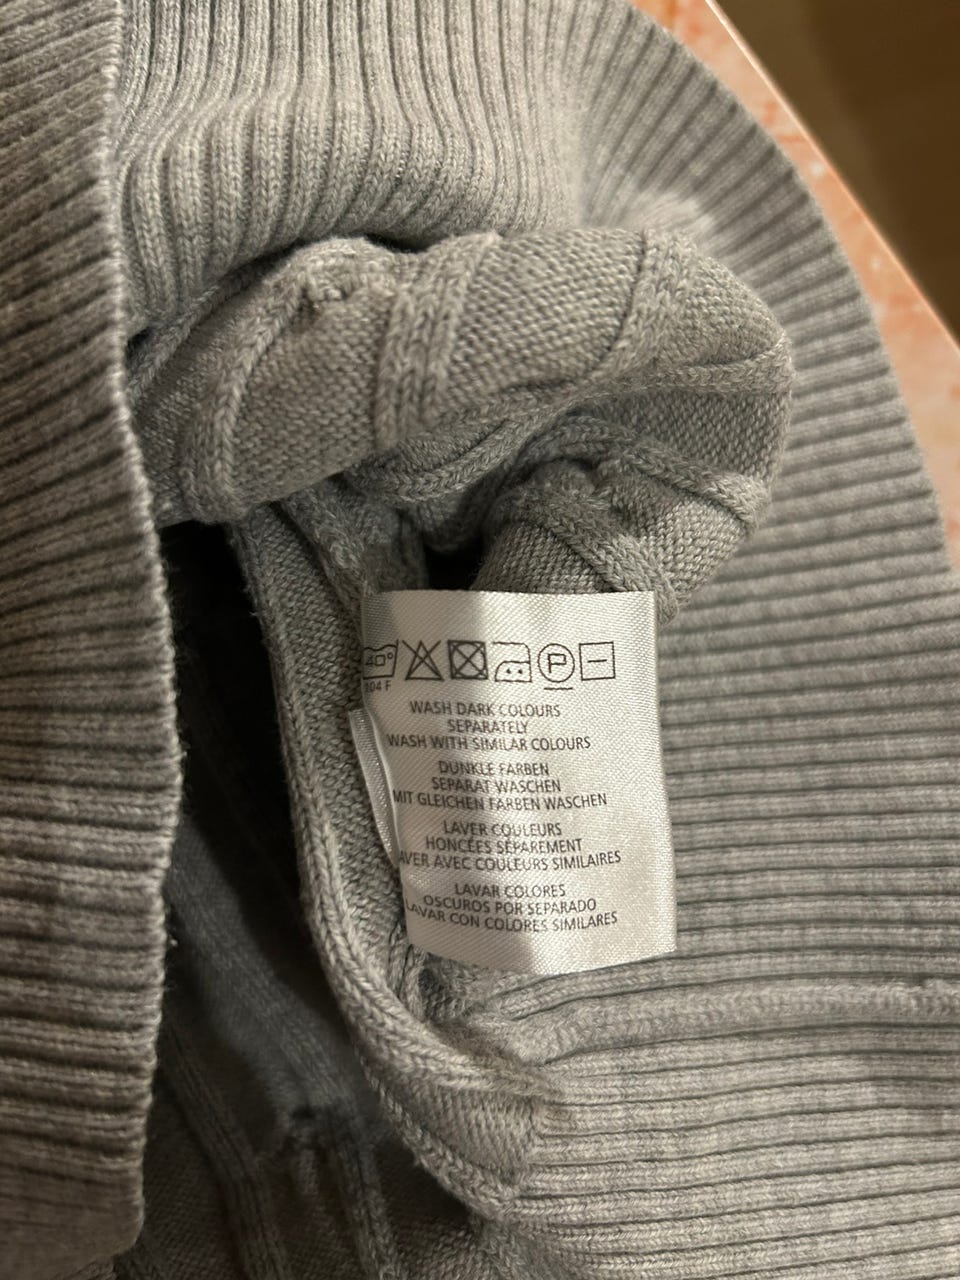 40°
P
104 F
WASH DARK COLOURS
SEPARATELY
WASH WITH SIMILAR COLOURS
DUNKLE FARBEN
SEPARAT WASCHEN
MIT GLEICHEN FARBEN WASCHEN
LAVER COULEURS
HONCÉES SÉPAREMENT
AVER AVEC COULEURS SIMILAIRES
LAVAR COLORES
OSCUROS POR SEPARADO
LAVAR CON COLORES SIMILARES